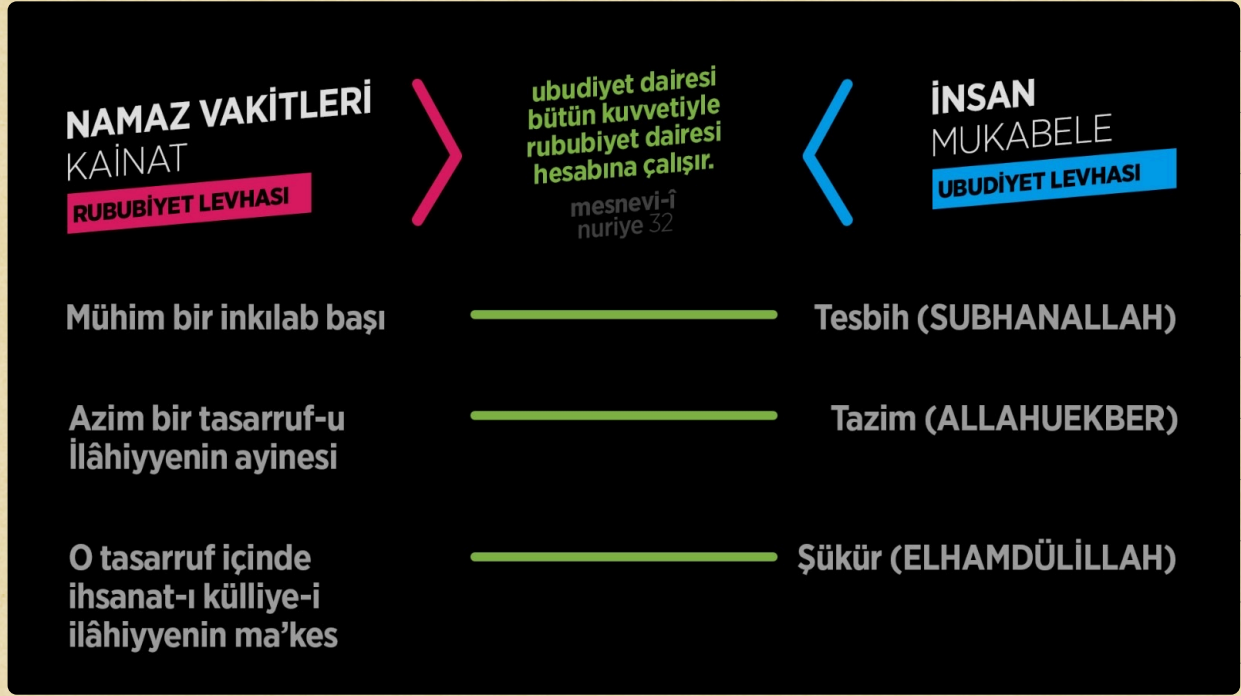 NAMAZ VAKİTLERİ
KAİNAT
RUBUBİYET LEVHASI
ubudiyet dairesi
bütün kuvvetiyle
rububiyet dairesi
hesabına çalışır.
mesnevi-î
nuriye 32
İNSAN
MUKABELE
UBUDİYET LEVHASI
Mühim bir inkılab başı
Tesbih (SUBHANALLAH)
Azim bir tasarruf-u
İlâhiyyenin ayinesi
Tazim (ALLAHUEKBER)
O tasarruf içinde
ihsanat-ı külliye-i
ilâhiyyenin ma’kes
Şükür (ELHAMDÜLİLLAH)